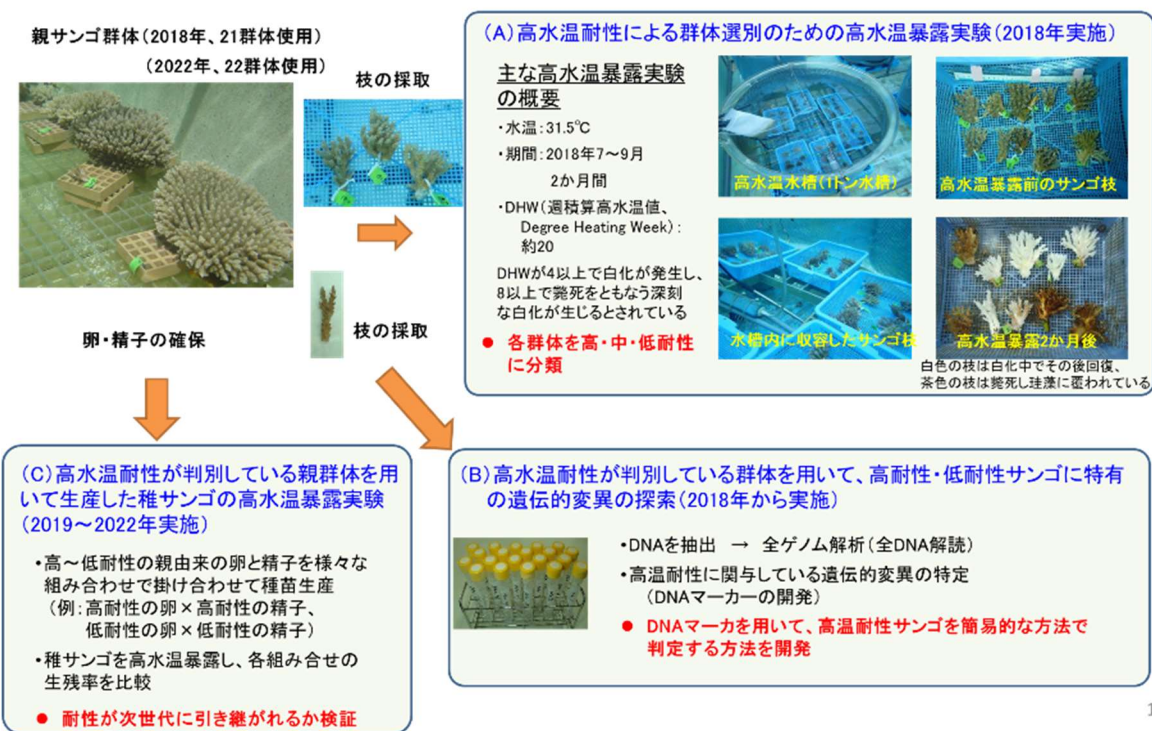 親サンゴ群体(2018年、21群体使用)
(2022年、22群体使用)
枝の採取
枝の採取
卵・精子の確保
(A)高水温耐性による群体選別のための高水温暴露実験(2018年実施)
主な高水温暴露実験
の概要
・水温:31.5℃
・期間:2018年7~9月
2か月間
・DHW(週積算高水温値、
Degree Heating Week):
約20
DHWが4以上で白化が発生し、
8以上で斃死をともなう深刻
な白化が生じるとされている
● 各群体を高・中・低耐性
に分類
高水温水槽(1トン水槽)
高水温暴露前のサンゴ枝
水槽内に収容したサンゴ枝
高水温暴露2か月後
白色の枝は白化中でその後回復、
茶色の枝は斃死し珪藻に覆われている
(C)高水温耐性が判別している親群体を用
いて生産した稚サンゴの高水温暴露実験
(2019~2022年実施)
・高~低耐性の親由来の卵と精子を様々な
組み合わせで掛け合わせて種苗生産
(例:高耐性の卵×高耐性の精子、
低耐性の卵×低耐性の精子)
・稚サンゴを高水温暴露し、各組み合せの
生残率を比較
● 耐性が次世代に引き継がれるか検証
(B)高水温耐性が判別している群体を用いて、高耐性・低耐性サンゴに特有
の遺伝的変異の探索(2018年から実施)
・DNAを抽出 → 全ゲノム解析(全DNA解読)
・高温耐性に関与している遺伝的変異の特定
(DNAマーカーの開発)
● DNAマーカを用いて、高温耐性サンゴを簡易的な方法で
判定する方法を開発
1